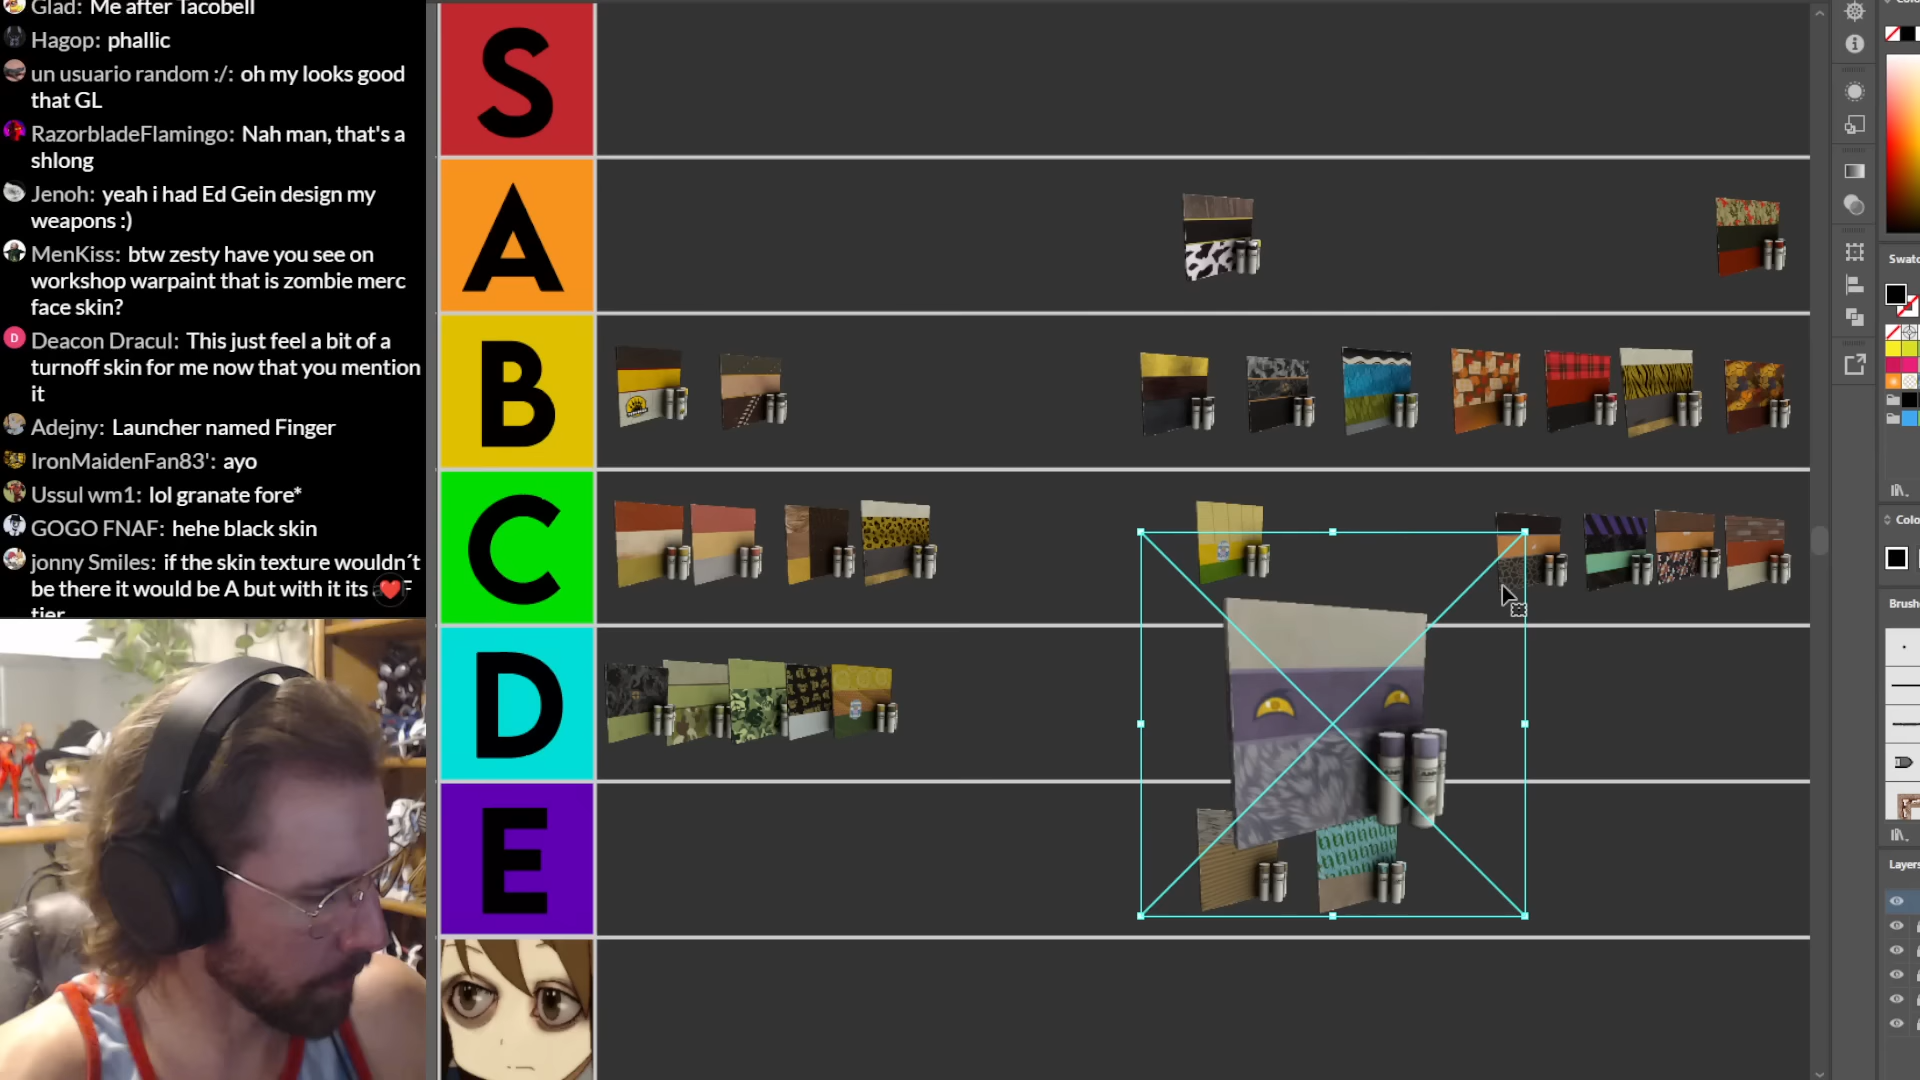 Glad: Me after Tacobell
Hagop: phallic
un usuario random :/: oh my looks good
that GL
RazorbladeFlamingo: Nah man, that's a
shlong
Jenoh: yeah i had Ed Gein design my
weapons :)
MenKiss: btw zesty have you see on
workshop warpaint that is zombie merc
face skin?
D
Deacon Dracul: This just feel a bit of a
turnoff skin for me now that you mention
it
Adejny: Launcher named Finger
IronMaidenFan83': ayo
Ussul wm1: lol granate fore*
GOGO FNAF: hehe black skin
jonny Smiles: if the skin texture wouldn´t
be there it would be A but with it its
tier
S
A
B
C
D
E
Swatc
Colo
Brush
Layers